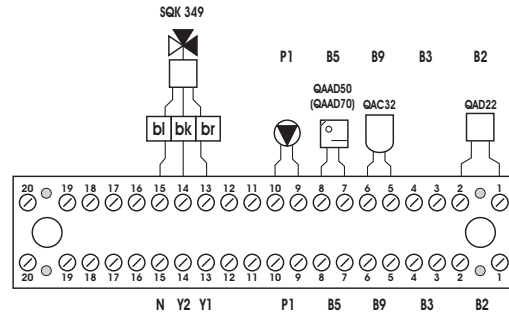 SQK 349
P1 B5 B9 B3 B2
QAAD50
(QAAD70) QAC32 QAD22
bl bk br
20 19 18 17 16 15 14 13 12 11 10 9 8 7 6 5 4 3 2 1
20 19 18 17 16 15 14 13 12 11 10 9 8 7 6 5 4 3 2 1
N Y2 Y1 P1 B5 B9 B3 B2